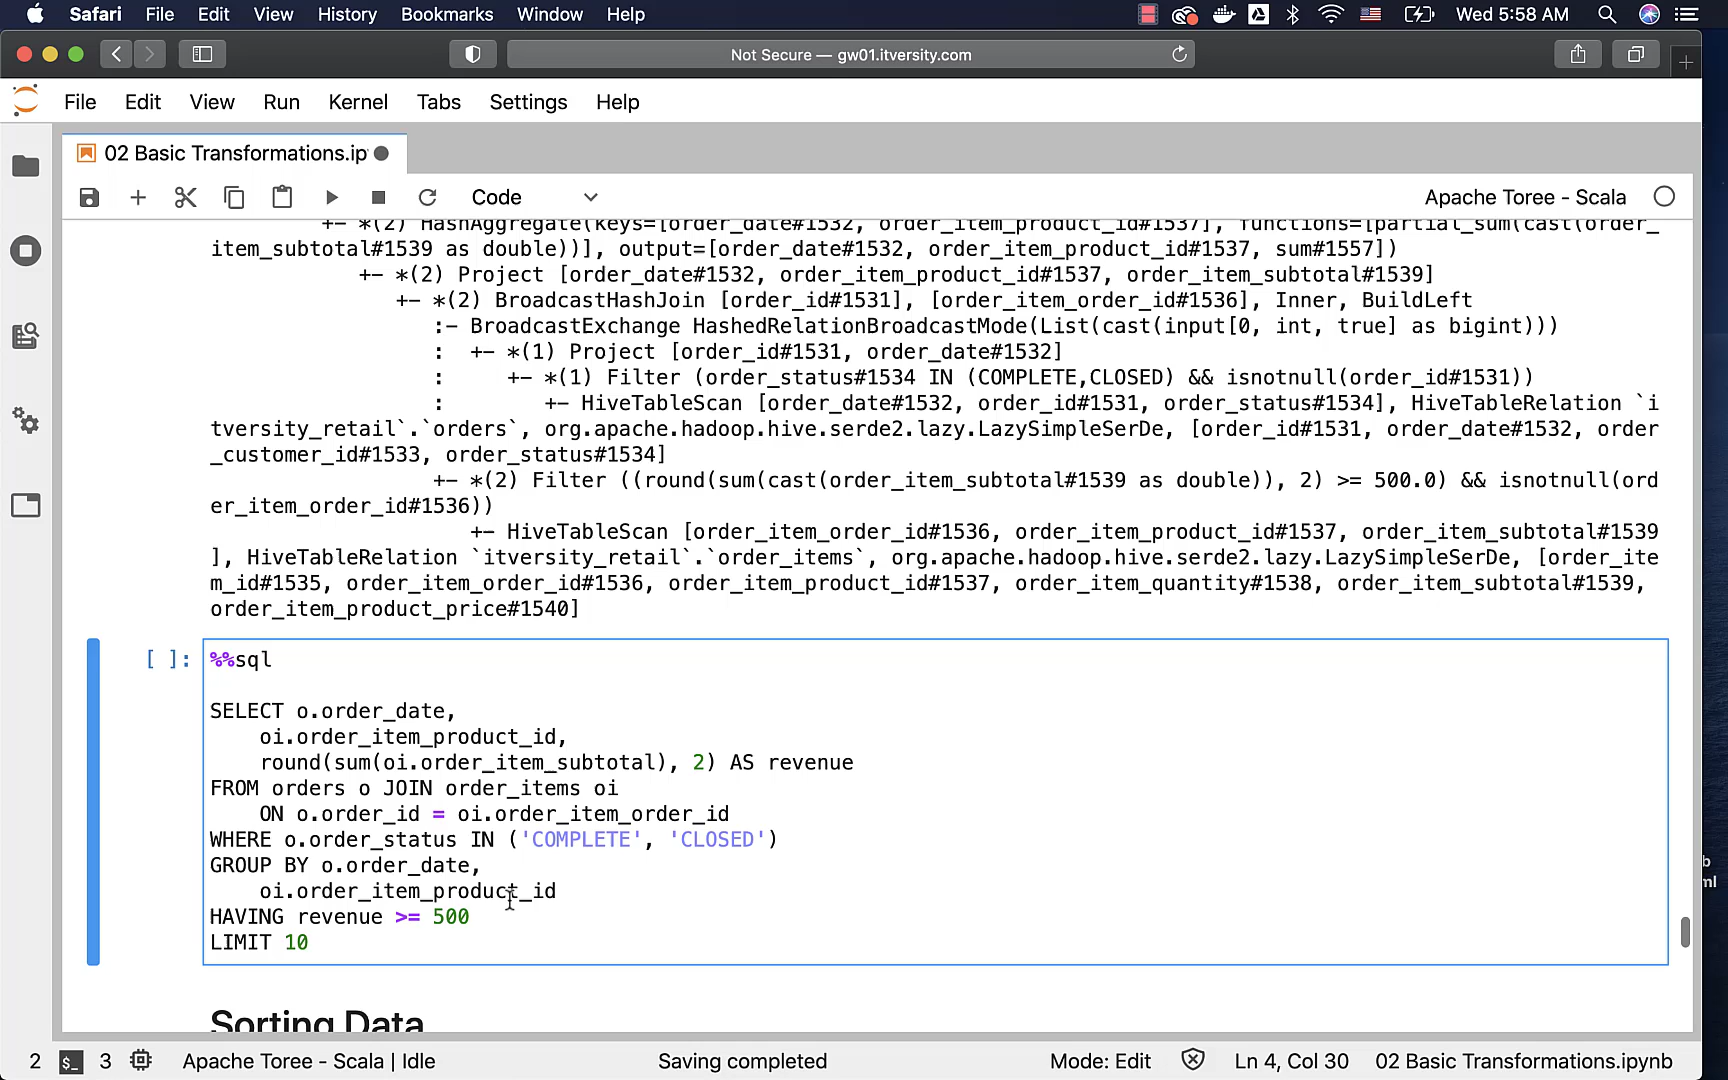 Safari File Edit View History Bookmarks Window Help Wed 5:58 AM
Not Secure — gw01.itversity.com
File Edit View Run Kernel Tabs Settings Help
02 Basic Transformations.ip
Code Apache Toree - Scala
+- *(2) HashAggregate(keys=[order_date#1532, order_item_product_id#1537], functions=[partial_sum(cast(order_
item_subtotal#1539 as double))], output=[order_date#1532, order_item_product_id#1537, sum#1557])
+- *(2) Project [order_date#1532, order_item_product_id#1537, order_item_subtotal#1539]
+- *(2) BroadcastHashJoin [order_id#1531], [order_item_order_id#1536], Inner, BuildLeft
:- BroadcastExchange HashedRelationBroadcastMode(List(cast(input[0, int, true] as bigint)))
: +- *(1) Project [order_id#1531, order_date#1532]
: +- *(1) Filter (order_status#1534 IN (COMPLETE,CLOSED) && isnotnull(order_id#1531))
: +- HiveTableScan [order_date#1532, order_id#1531, order_status#1534], HiveTableRelation `i
tversity_retail`.`orders`, org.apache.hadoop.hive.serde2.lazy.LazySimpleSerDe, [order_id#1531, order_date#1532, order
_customer_id#1533, order_status#1534]
+- *(2) Filter ((round(sum(cast(order_item_subtotal#1539 as double)), 2) >= 500.0) && isnotnull(ord
er_item_order_id#1536))
+- HiveTableScan [order_item_order_id#1536, order_item_product_id#1537, order_item_subtotal#1539
], HiveTableRelation `itversity_retail`.`order_items`, org.apache.hadoop.hive.serde2.lazy.LazySimpleSerDe, [order_ite
m_id#1535, order_item_order_id#1536, order_item_product_id#1537, order_item_quantity#1538, order_item_subtotal#1539,
order_item_product_price#1540]
[ ]: %%sql
SELECT o.order_date,
oi.order_item_product_id,
round(sum(oi.order_item_subtotal), 2) AS revenue
FROM orders o JOIN order_items oi
ON o.order_id = oi.order_item_order_id
WHERE o.order_status IN ('COMPLETE', 'CLOSED')
GROUP BY o.order_date,
oi.order_item_product_id
HAVING revenue >= 500
LIMIT 10
Sorting Data
2 $_ 3 Apache Toree - Scala | Idle Saving completed Mode: Edit Ln 4, Col 30 02 Basic Transformations.ipynb